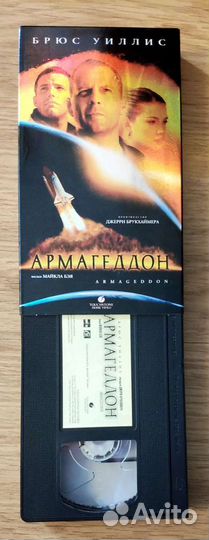 БРЮС УИЛЛИС
ПРОИЗВОДСТВО
ДЖЕРРИ БРУКХАЙМЕРА
АРМАГЕДДОН
ФИЛЬМ МАЙКЛА БЭЯ
ARMAGEDDON
АРМАГЕДДОН
Avito